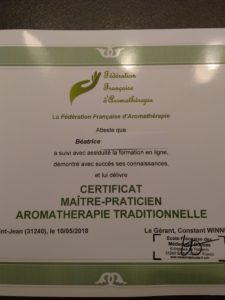 Fédération
Française
d'Aromathérapie
La Fédération Française d'Aromathérapie
Atteste que
Béatrice
a suivi avec assiduité la formation en ligne,
démontré avec succès ses connaissances,
et lui délivre
CERTIFICAT
MAÎTRE-PRATICIEN
AROMATHERAPIE TRADITIONNELLE
nt-Jean (31240), le 10/05/2018
Le Gérant, Constant WINN